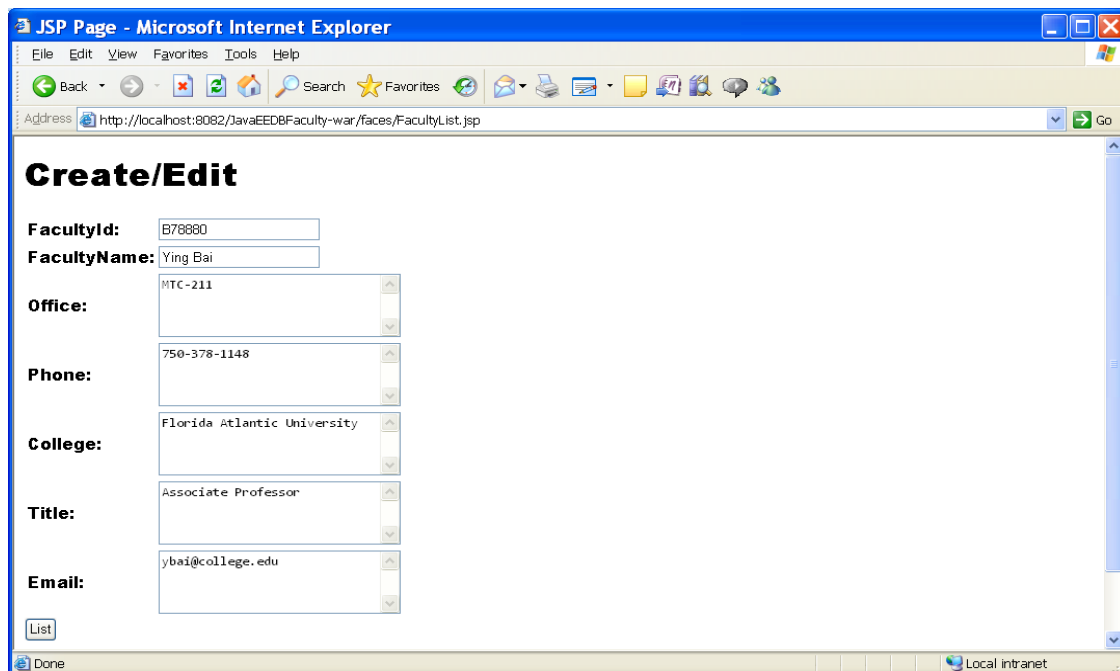 JSP Page - Microsoft Internet Explorer
File Edit View Favorites Tools Help
Back Search Favorites
Address http://localhost:8082/JavaEEDBFaculty-war/faces/FacultyList.jsp Go
Create/Edit
FacultyId: B78880
FacultyName: Ying Bai
Office: MTC-211
Phone: 750-378-1148
College: Florida Atlantic University
Title: Associate Professor
Email: ybai@college.edu
List
Done Local intranet